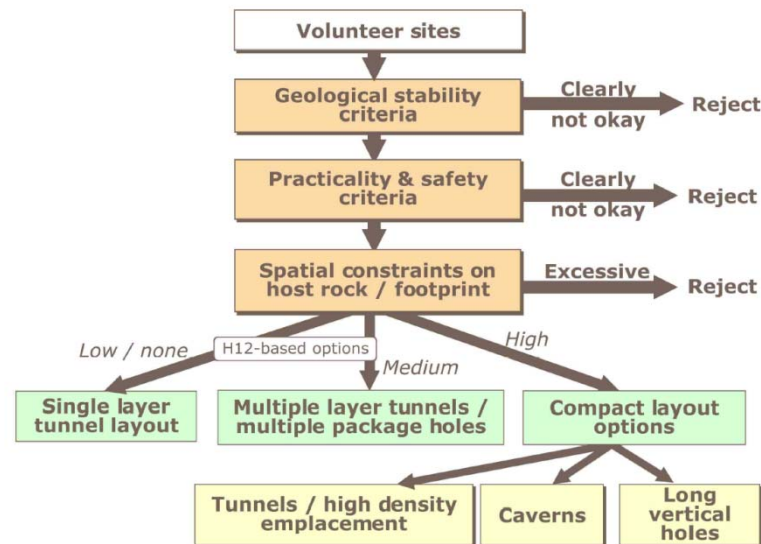 Volunteer sites
Geological stability
criteria
Clearly
not okay
Reject
Practicality & safety
criteria
Clearly
not okay
Reject
Spatial constraints on
host rock / footprint
Excessive
Reject
Low / none
H12-based options
Medium
High
Single layer
tunnel layout
Multiple layer tunnels /
multiple package holes
Compact layout
options
Tunnels / high density
emplacement
Caverns
Long
vertical
holes